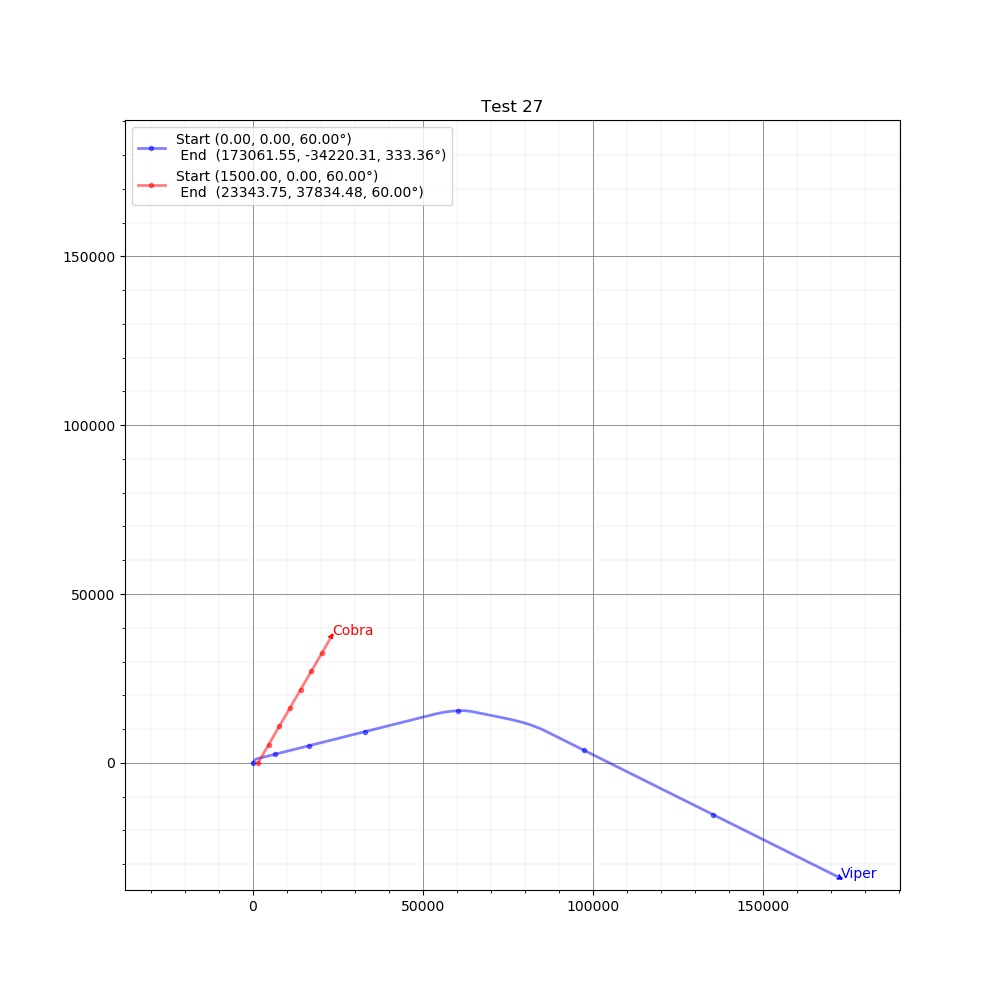 Test 27
Start (0.00, 0.00, 60.00°)
End  (173061.55, -34220.31, 333.36°)
Start (1500.00, 0.00, 60.00°)
End  (23343.75, 37834.48, 60.00°)
150000
100000
50000
0
Cobra
Viper
0
50000
100000
150000